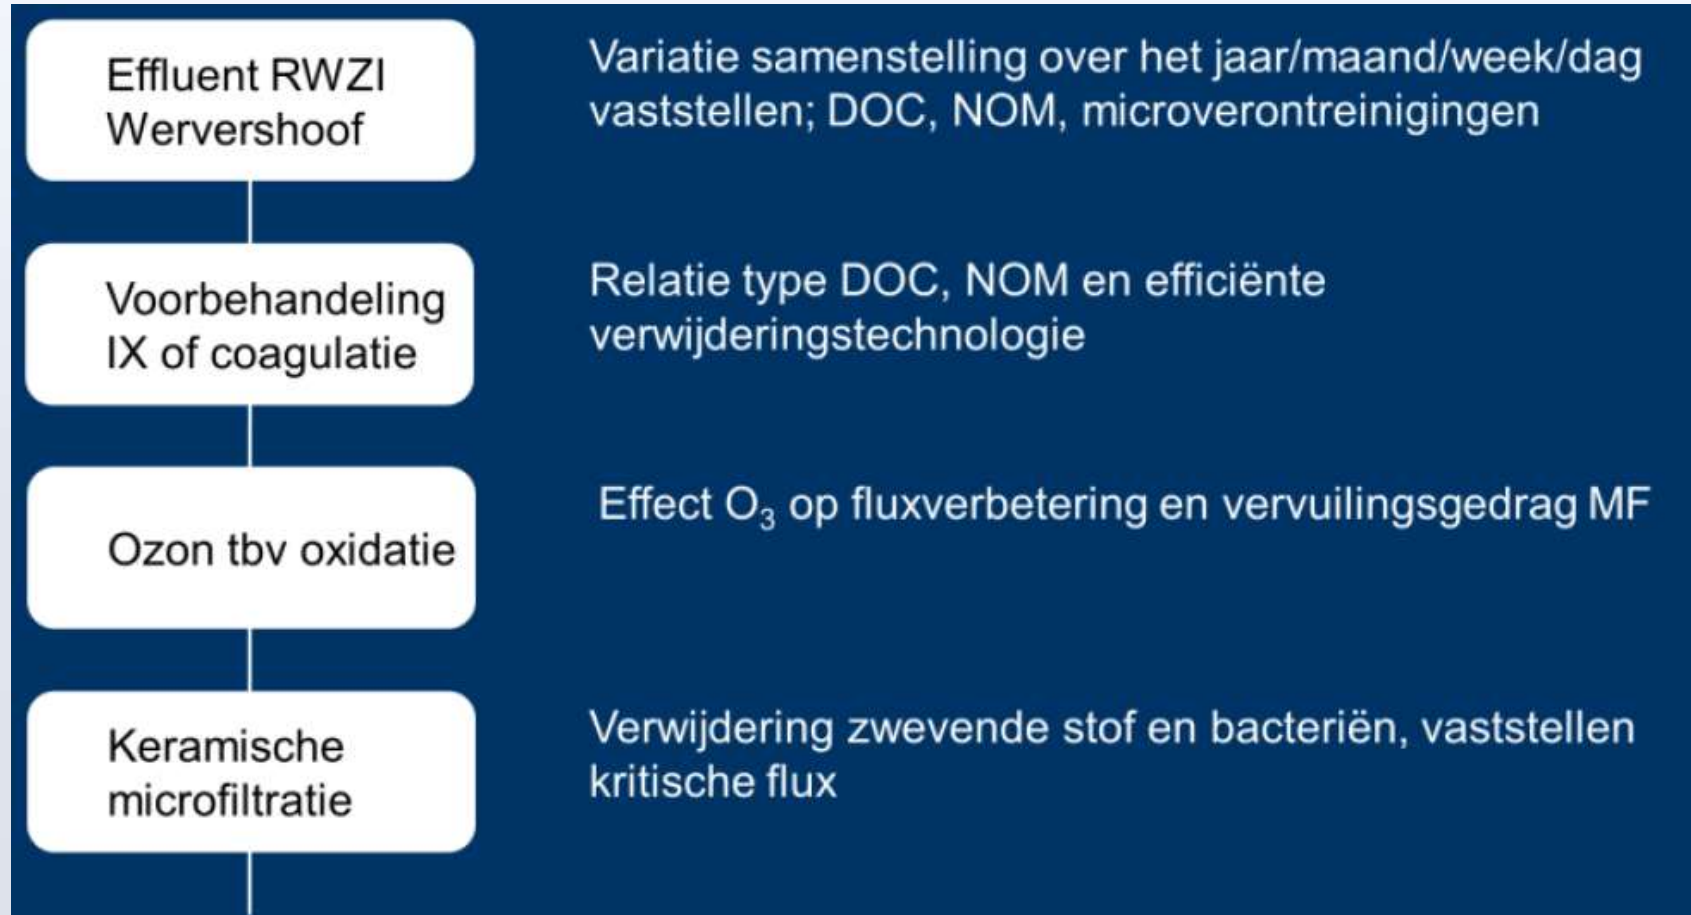 Effluent RWZI
Wervershoof
Variatie samenstelling over het jaar/maand/week/dag
vaststellen; DOC, NOM, microverontreinigingen
Voorbehandeling
IX of coagulatie
Relatie type DOC, NOM en efficiënte
verwijderingstechnologie
Ozon tbv oxidatie
Effect O₃ op fluxverbetering en vervuilingsgedrag MF
Keramische
microfiltratie
Verwijdering zwevende stof en bacteriën, vaststellen
kritische flux